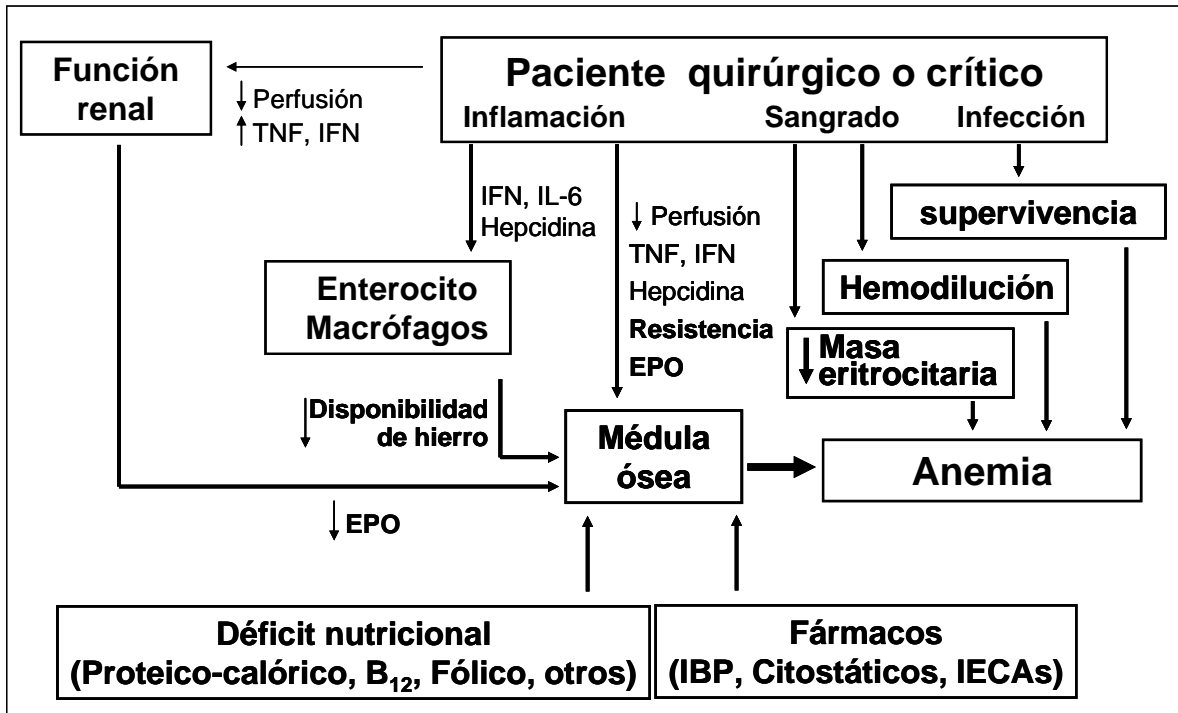 Función
renal
↓ Perfusión
↑ TNF, IFN
Paciente quirúrgico o crítico
Inflamación Sangrado Infección
IFN, IL-6
Hepcidina
↓ Perfusión
TNF, IFN
Hepcidina
Resistencia
EPO
supervivencia
Hemodilución
↓ Masa
eritrocitaria
Enterocito
Macrófagos
↓ Disponibilidad
de hierro
Médula
ósea
Anemia
↓ EPO
Déficit nutricional
(Proteico-calórico, B₁₂, Fólico, otros)
Fármacos
(IBP, Citostáticos, IECAs)